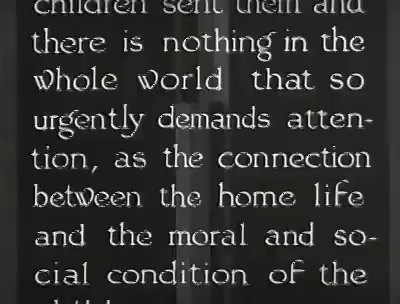 children sent them and
there is nothing in the
whole world that so
urgently demands atten-
tion, as the connection
between the home life
and the moral and so-
cial condition of the